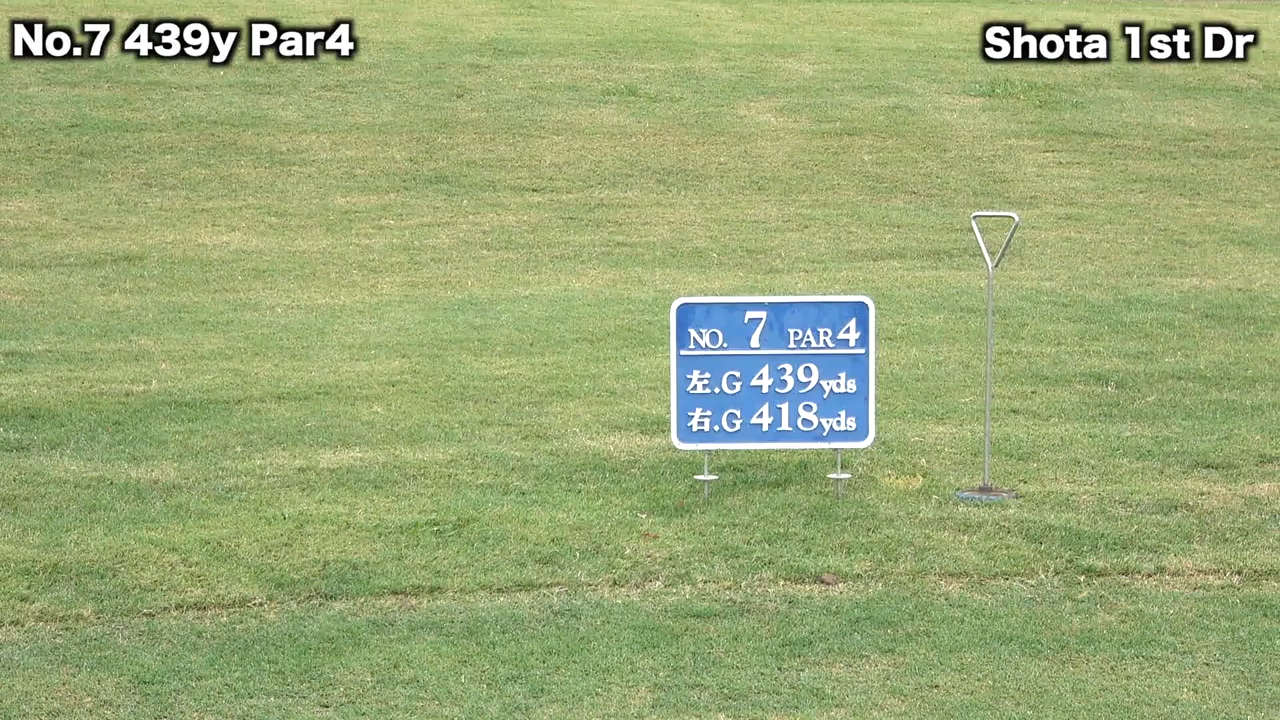 No.7 439y Par4
Shota 1st Dr
NO. 7 PAR 4
左.G 439yds
右.G 418yds